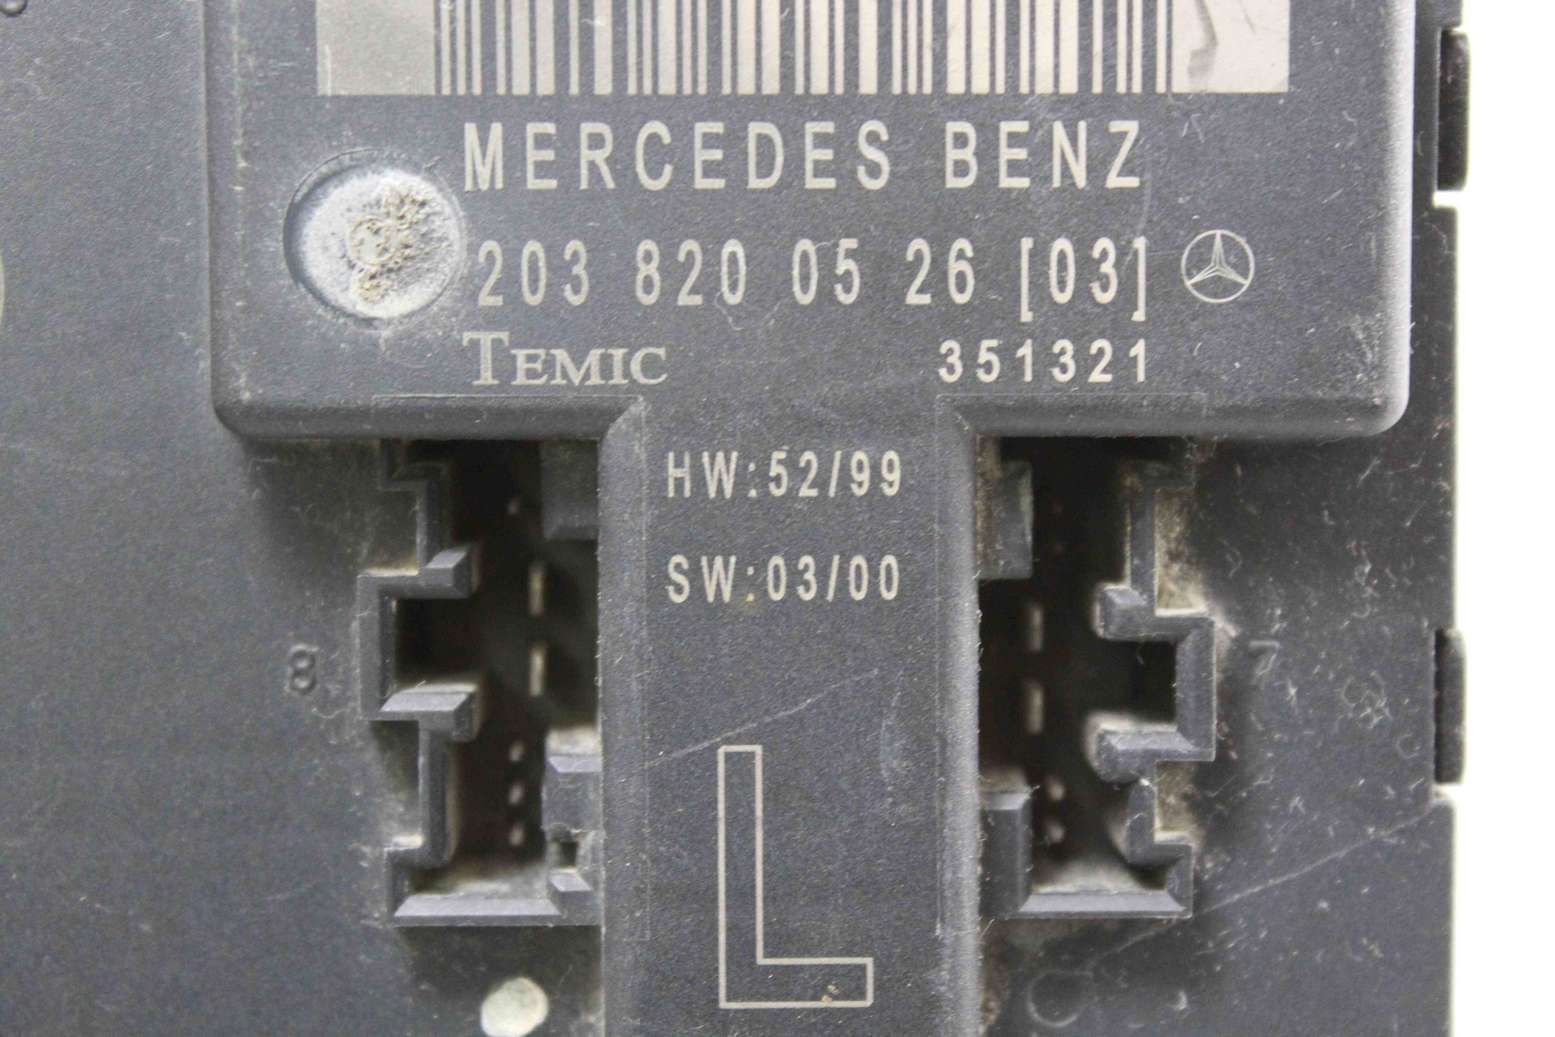 MERCEDES BENZ
203 820 05 26 [03]
TEMIC 351321
HW:52/99
SW:03/00
8 7
L